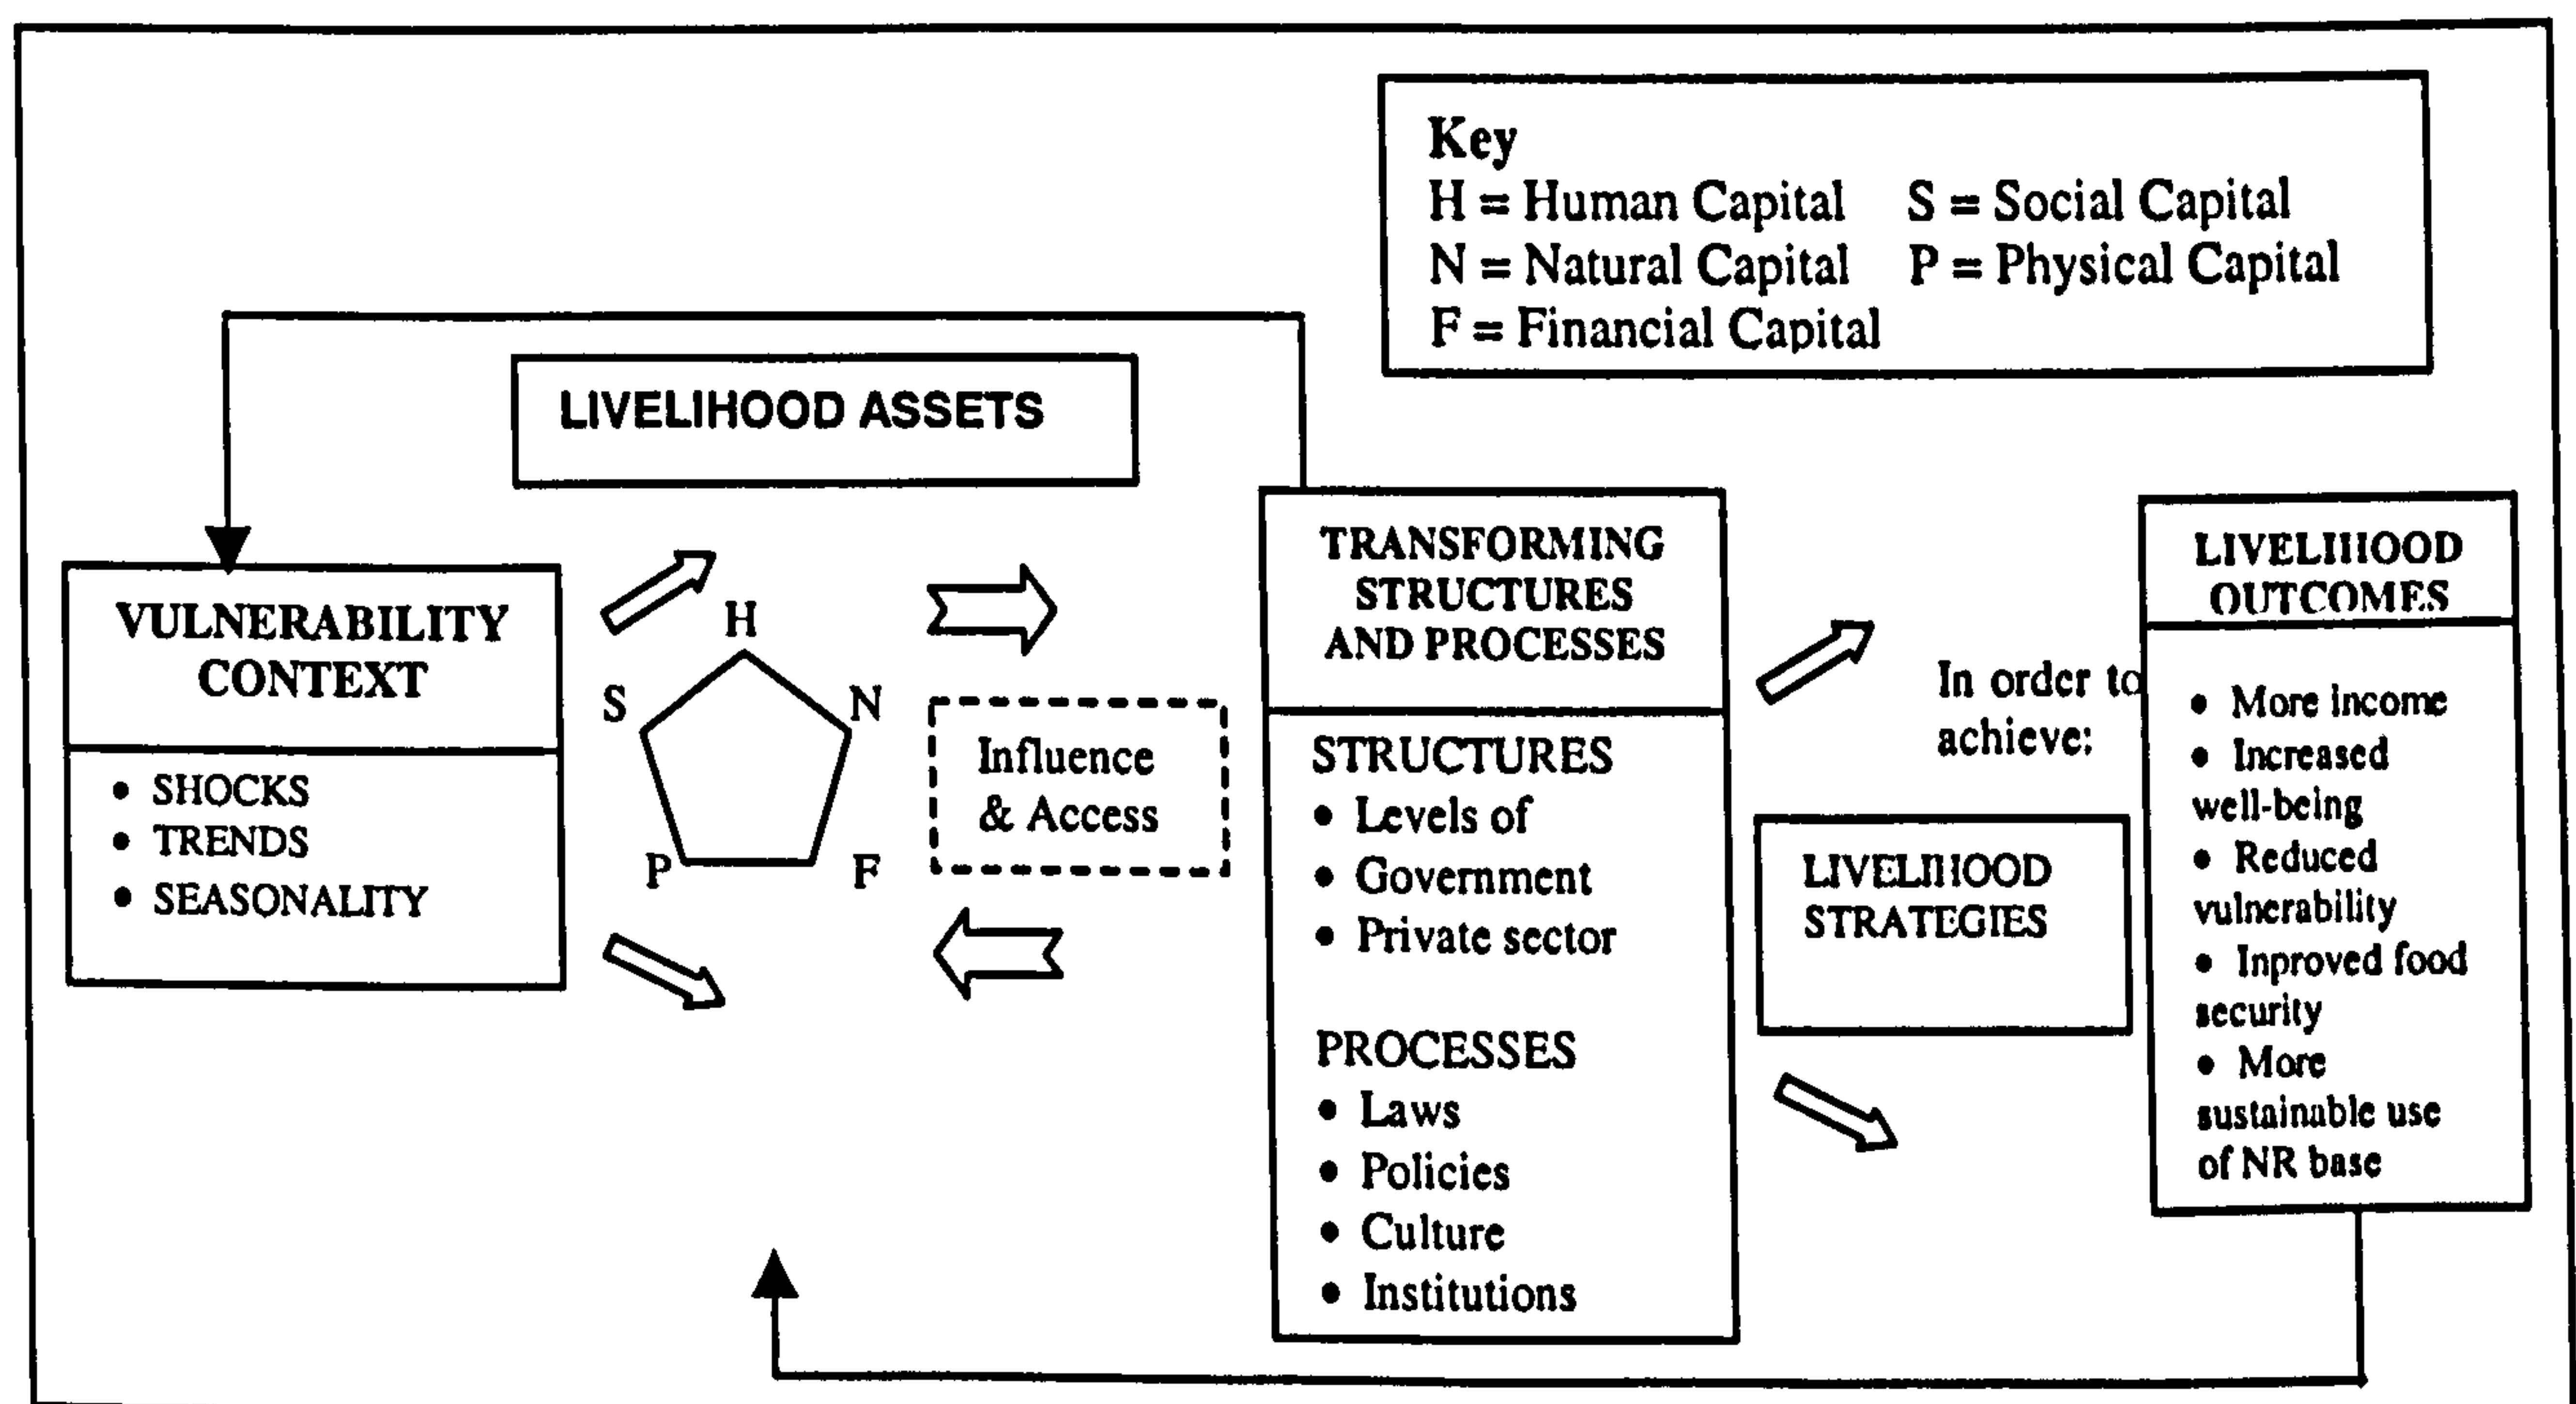 Key
H = Human Capital S = Social Capital
N = Natural Capital P = Physical Capital
F = Financial Capital
LIVELIHOOD ASSETS
VULNERABILITY
CONTEXT
• SHOCKS
• TRENDS
• SEASONALITY
H
S
N
P
F
Influence
& Access
TRANSFORMING
STRUCTURES
AND PROCESSES
STRUCTURES
• Levels of
• Government
• Private sector
PROCESSES
• Laws
• Policies
• Culture
• Institutions
In order to
achieve:
LIVELIHOOD
STRATEGIES
LIVELIHOOD
OUTCOMES
• More income
• Increased
well-being
• Reduced
vulnerability
• Inproved food
security
• More
sustainable use
of NR base